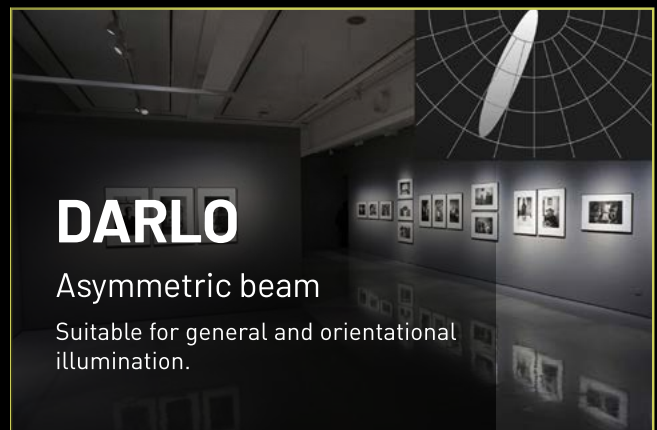 DARLO
Asymmetric beam
Suitable for general and orientational
illumination.